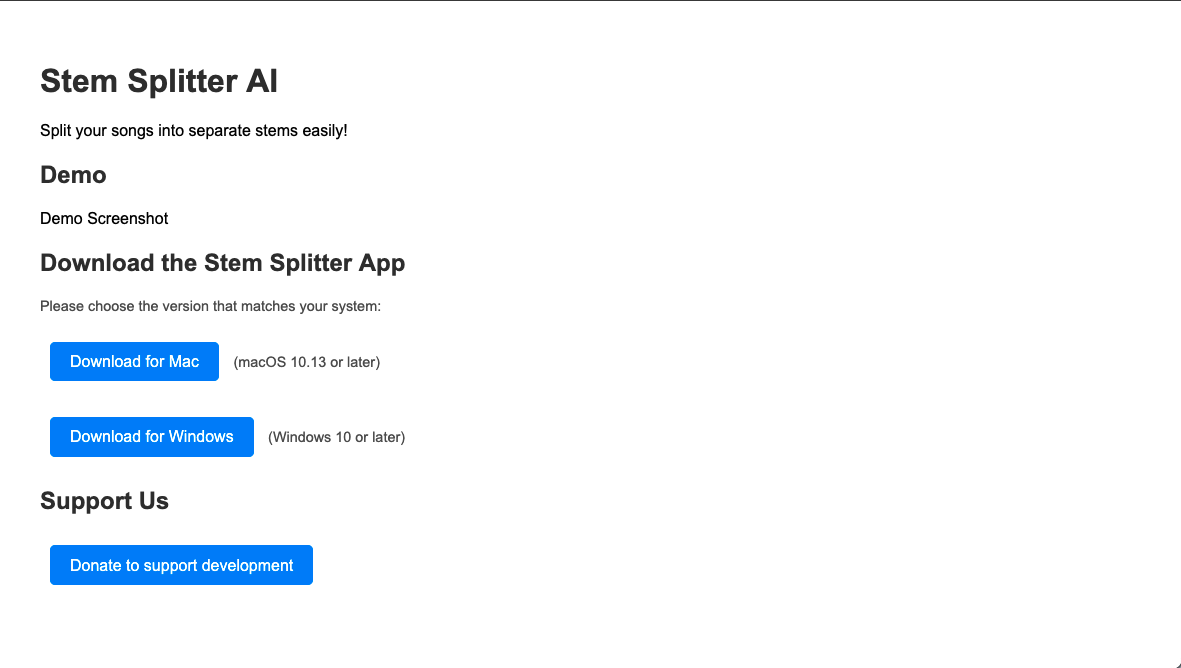 Stem Splitter AI
Split your songs into separate stems easily!
Demo
Demo Screenshot
Download the Stem Splitter App
Please choose the version that matches your system:
Download for Mac (macOS 10.13 or later)
Download for Windows (Windows 10 or later)
Support Us
Donate to support development